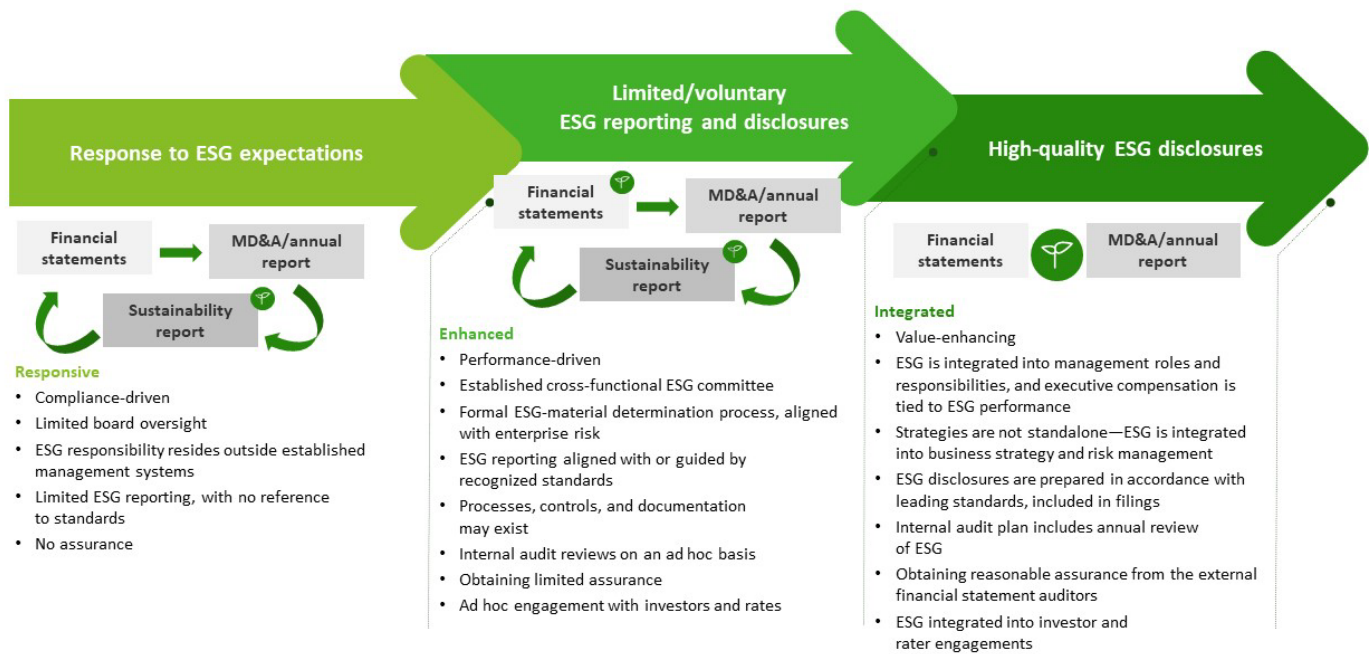 Response to ESG expectations
Financial
statements
MD&A/annual
report
Sustainability
report
Responsive
• Compliance-driven
• Limited board oversight
• ESG responsibility resides outside established
management systems
• Limited ESG reporting, with no reference
to standards
• No assurance
Limited/voluntary
ESG reporting and disclosures
Financial
statements
MD&A/annual
report
Sustainability
report
Enhanced
• Performance-driven
• Established cross-functional ESG committee
• Formal ESG-material determination process, aligned
with enterprise risk
• ESG reporting aligned with or guided by
recognized standards
• Processes, controls, and documentation
may exist
• Internal audit reviews on an ad hoc basis
• Obtaining limited assurance
• Ad hoc engagement with investors and rates
High-quality ESG disclosures
Financial
statements
MD&A/annual
report
Integrated
• Value-enhancing
• ESG is integrated into management roles and
responsibilities, and executive compensation is
tied to ESG performance
• Strategies are not standalone—ESG is integrated
into business strategy and risk management
• ESG disclosures are prepared in accordance with
leading standards, included in filings
• Internal audit plan includes annual review
of ESG
• Obtaining reasonable assurance from the external
financial statement auditors
• ESG integrated into investor and
rater engagements